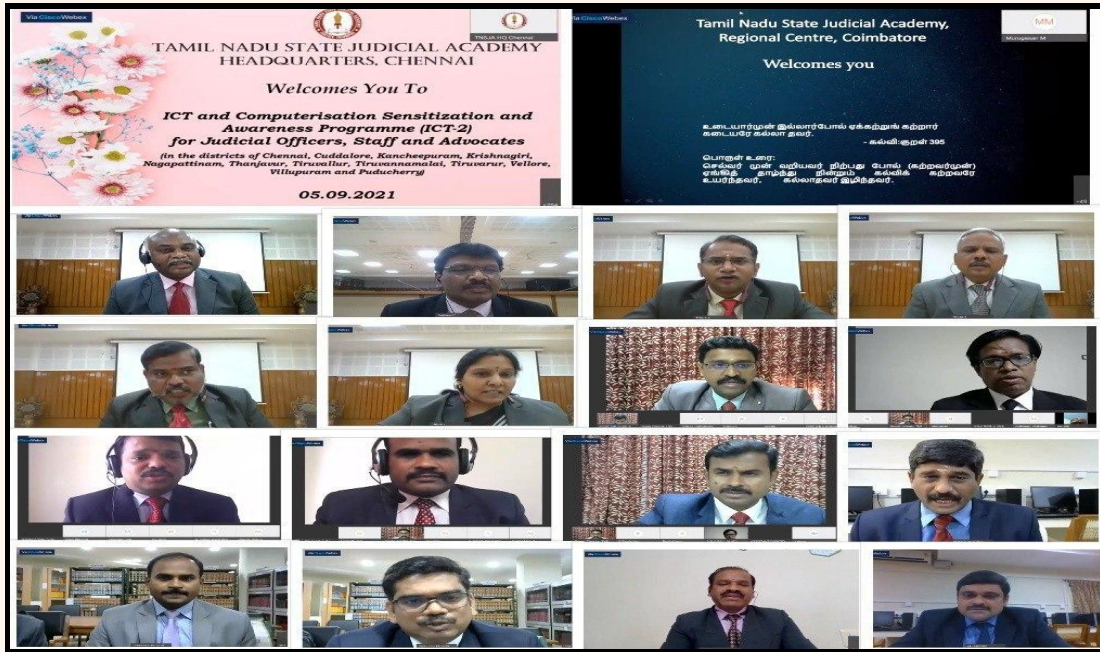 Via Cisco Webex
TNSJA HQ Chennai
TAMIL NADU STATE JUDICIAL ACADEMY
HEADQUARTERS, CHENNAI
Welcomes You To
ICT and Computerisation Sensitization and
Awareness Programme (ICT-2)
for Judicial Officers, Staff and Advocates
(in the districts of Chennai, Cuddalore, Kancheepuram, Krishnagiri,
Nagapattinam, Thanjavur, Tiruvallur, Tiruvannamalai, Tiruvarur, Vellore,
Villupuram and Puducherry)
05.09.2021
Via Cisco Webex
MM
Murugesan M
Tamil Nadu State Judicial Academy,
Regional Centre, Coimbatore
Welcomes you
உடையார்முன் இல்லார்போல் ஏக்கற்றுங் கற்றார்
கடையரே கல்லா தவர்.
- கல்வி:குறள் 395
பொருள் உரை:
செல்வர் முன் வறியவர் நிற்பது போல் (கற்றவர்முன்)
ஏங்கித் தாழ்ந்து நின்றும் கல்விக் கற்றவரே
உயர்ந்தவர், கல்லாதவர் இழிந்தவர்.